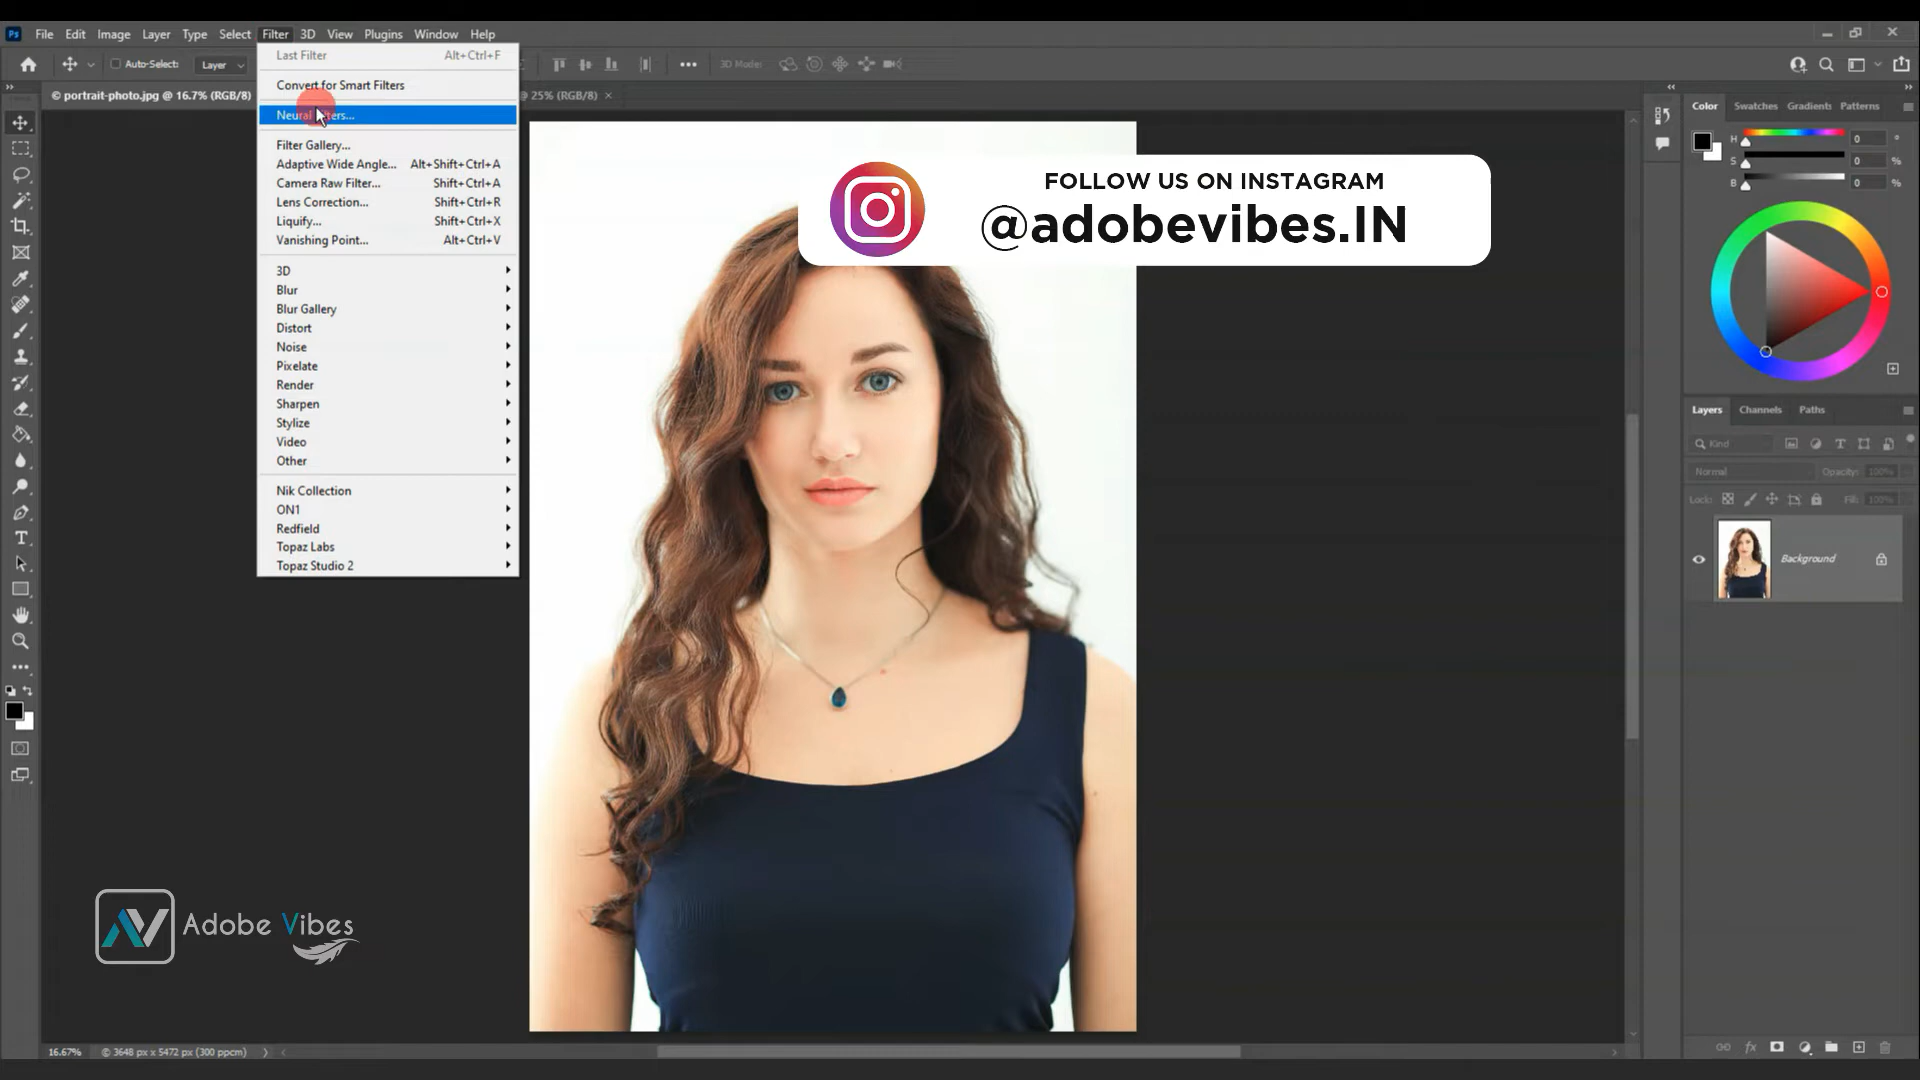 Ps File Edit Image Layer Type Select Filter 3D View Plugins Window Help
Auto-Select: Layer 3D Mode:
© portrait-photo.jpg @ 16.7% (RGB/8) @ 25% (RGB/8) ×
Last Filter Alt+Ctrl+F
Convert for Smart Filters
Neural Filters...
Filter Gallery...
Adaptive Wide Angle... Alt+Shift+Ctrl+A
Camera Raw Filter... Shift+Ctrl+A
Lens Correction... Shift+Ctrl+R
Liquify... Shift+Ctrl+X
Vanishing Point... Alt+Ctrl+V
3D
Blur
Blur Gallery
Distort
Noise
Pixelate
Render
Sharpen
Stylize
Video
Other
Nik Collection
ON1
Redfield
Topaz Labs
Topaz Studio 2
FOLLOW US ON INSTAGRAM
@adobevibes.IN
Color Swatches Gradients Patterns
H 0 °
S 0 %
B 0 %
Layers Channels Paths
Kind
Normal Opacity: 100%
Lock: Fill: 100%
Background
fx
AV Adobe Vibes
16.67% © 3648 px x 5472 px (300 ppcm)